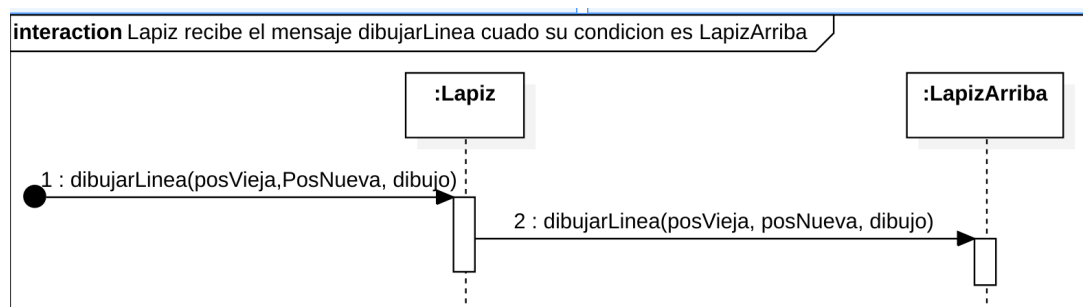 interaction Lapiz recibe el mensaje dibujarLinea cuado su condicion es LapizArriba
:Lapiz
:LapizArriba
1 : dibujarLinea(posVieja,PosNueva, dibujo)
2 : dibujarLinea(posVieja, posNueva, dibujo)